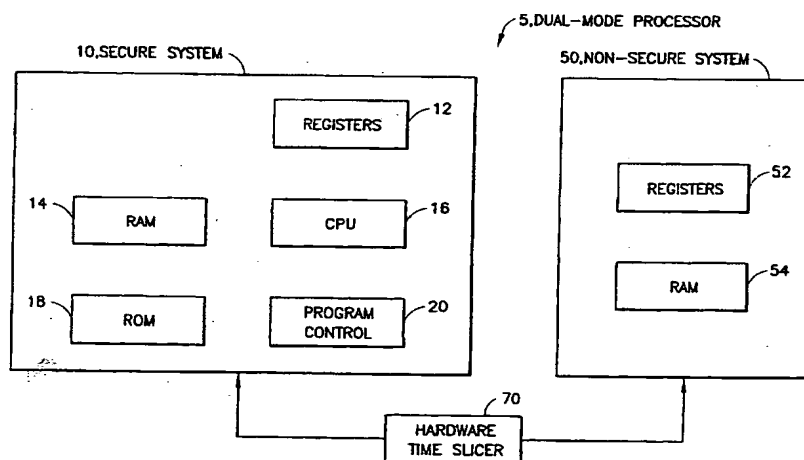 5,DUAL-MODE PROCESSOR
10,SECURE SYSTEM
50,NON-SECURE SYSTEM
REGISTERS
12
14
RAM
CPU
16
18
ROM
PROGRAM
CONTROL
20
REGISTERS
52
RAM
54
70
HARDWARE
TIME SLICER